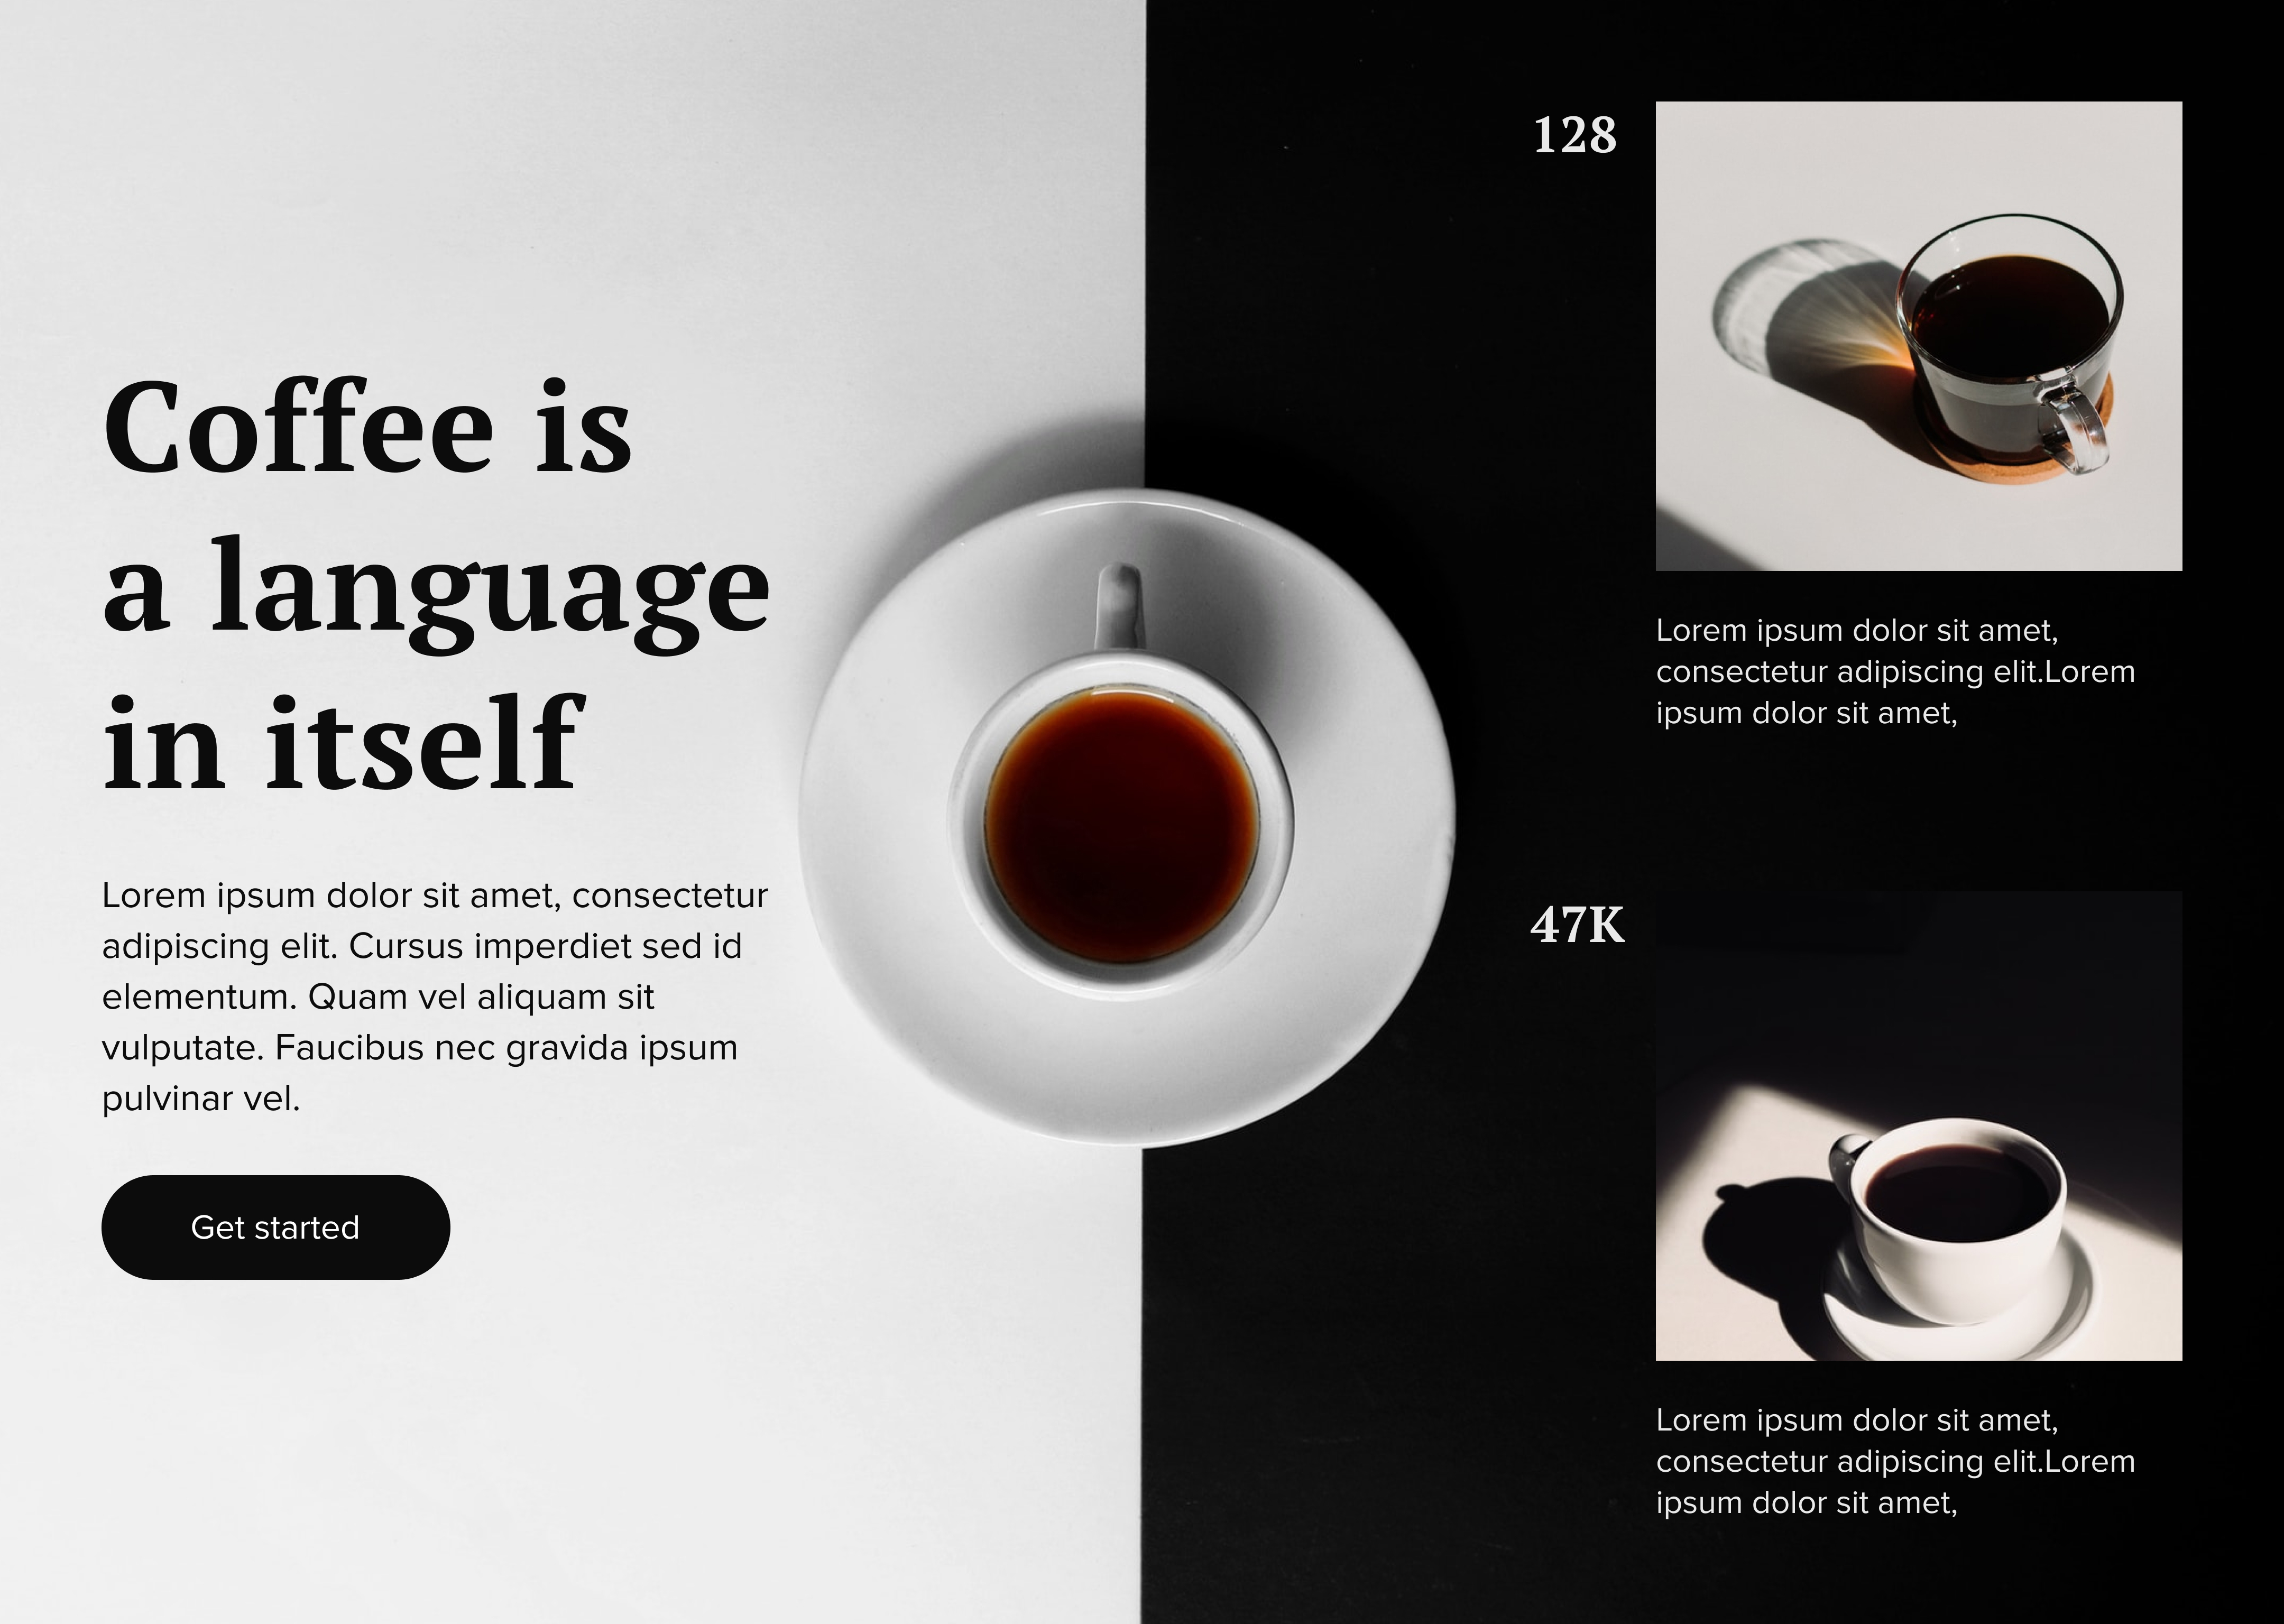 Coffee is
a language
in itself
Lorem ipsum dolor sit amet, consectetur
adipiscing elit. Cursus imperdiet sed id
elementum. Quam vel aliquam sit
vulputate. Faucibus nec gravida ipsum
pulvinar vel.
Get started
128
Lorem ipsum dolor sit amet,
consectetur adipiscing elit.Lorem
ipsum dolor sit amet,
47K
Lorem ipsum dolor sit amet,
consectetur adipiscing elit.Lorem
ipsum dolor sit amet,